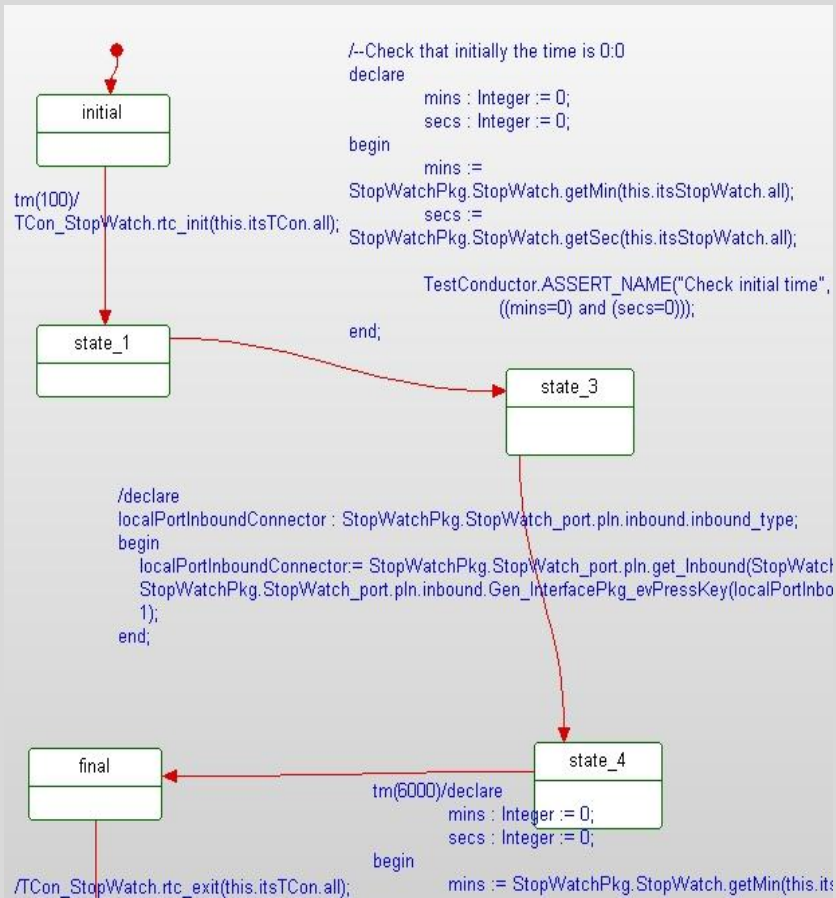 initial
tm(100)/
TCon_StopWatch.rtc_init(this.itsTCon.all);
/--Check that initially the time is 0:0
declare
mins : Integer := 0;
secs : Integer := 0;
begin
mins :=
StopWatchPkg.StopWatch.getMin(this.itsStopWatch.all);
secs :=
StopWatchPkg.StopWatch.getSec(this.itsStopWatch.all);
TestConductor.ASSERT_NAME("Check initial time",
((mins=0) and (secs=0)));
end;
state_1
state_3
/declare
localPortInboundConnector : StopWatchPkg.StopWatch_port.pIn.inbound.inbound_type;
begin
localPortInboundConnector:= StopWatchPkg.StopWatch_port.pIn.get_Inbound(StopWatch
StopWatchPkg.StopWatch_port.pIn.inbound.Gen_InterfacePkg_evPressKey(localPortInbo
1);
end;
final
state_4
tm(6000)/declare
mins : Integer := 0;
secs : Integer := 0;
begin
mins := StopWatchPkg.StopWatch.getMin(this.its
/TCon_StopWatch.rtc_exit(this.itsTCon.all);